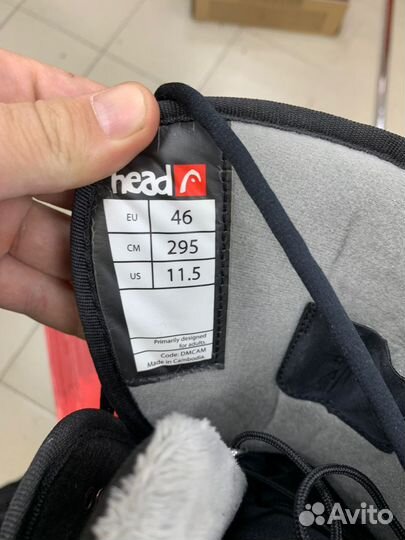 head
EU 46
CM 295
US 11.5
Primarily designed
for adults.
Code: DMCAM
Made in Cambodia.
Avito